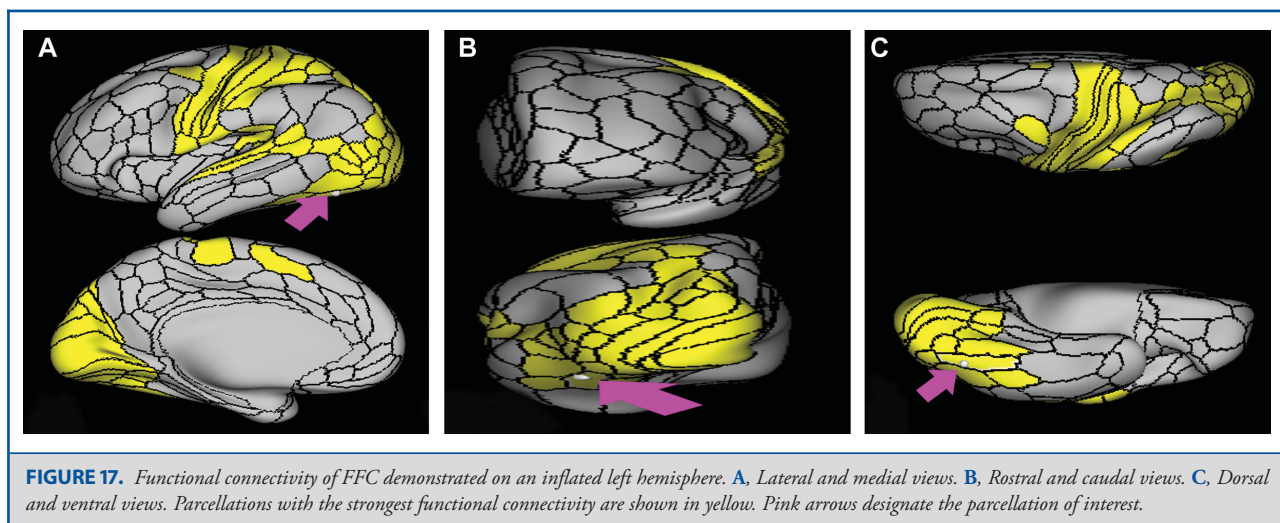 A
B
C
FIGURE 17. Functional connectivity of FFC demonstrated on an inflated left hemisphere. A, Lateral and medial views. B, Rostral and caudal views. C, Dorsal
and ventral views. Parcellations with the strongest functional connectivity are shown in yellow. Pink arrows designate the parcellation of interest.